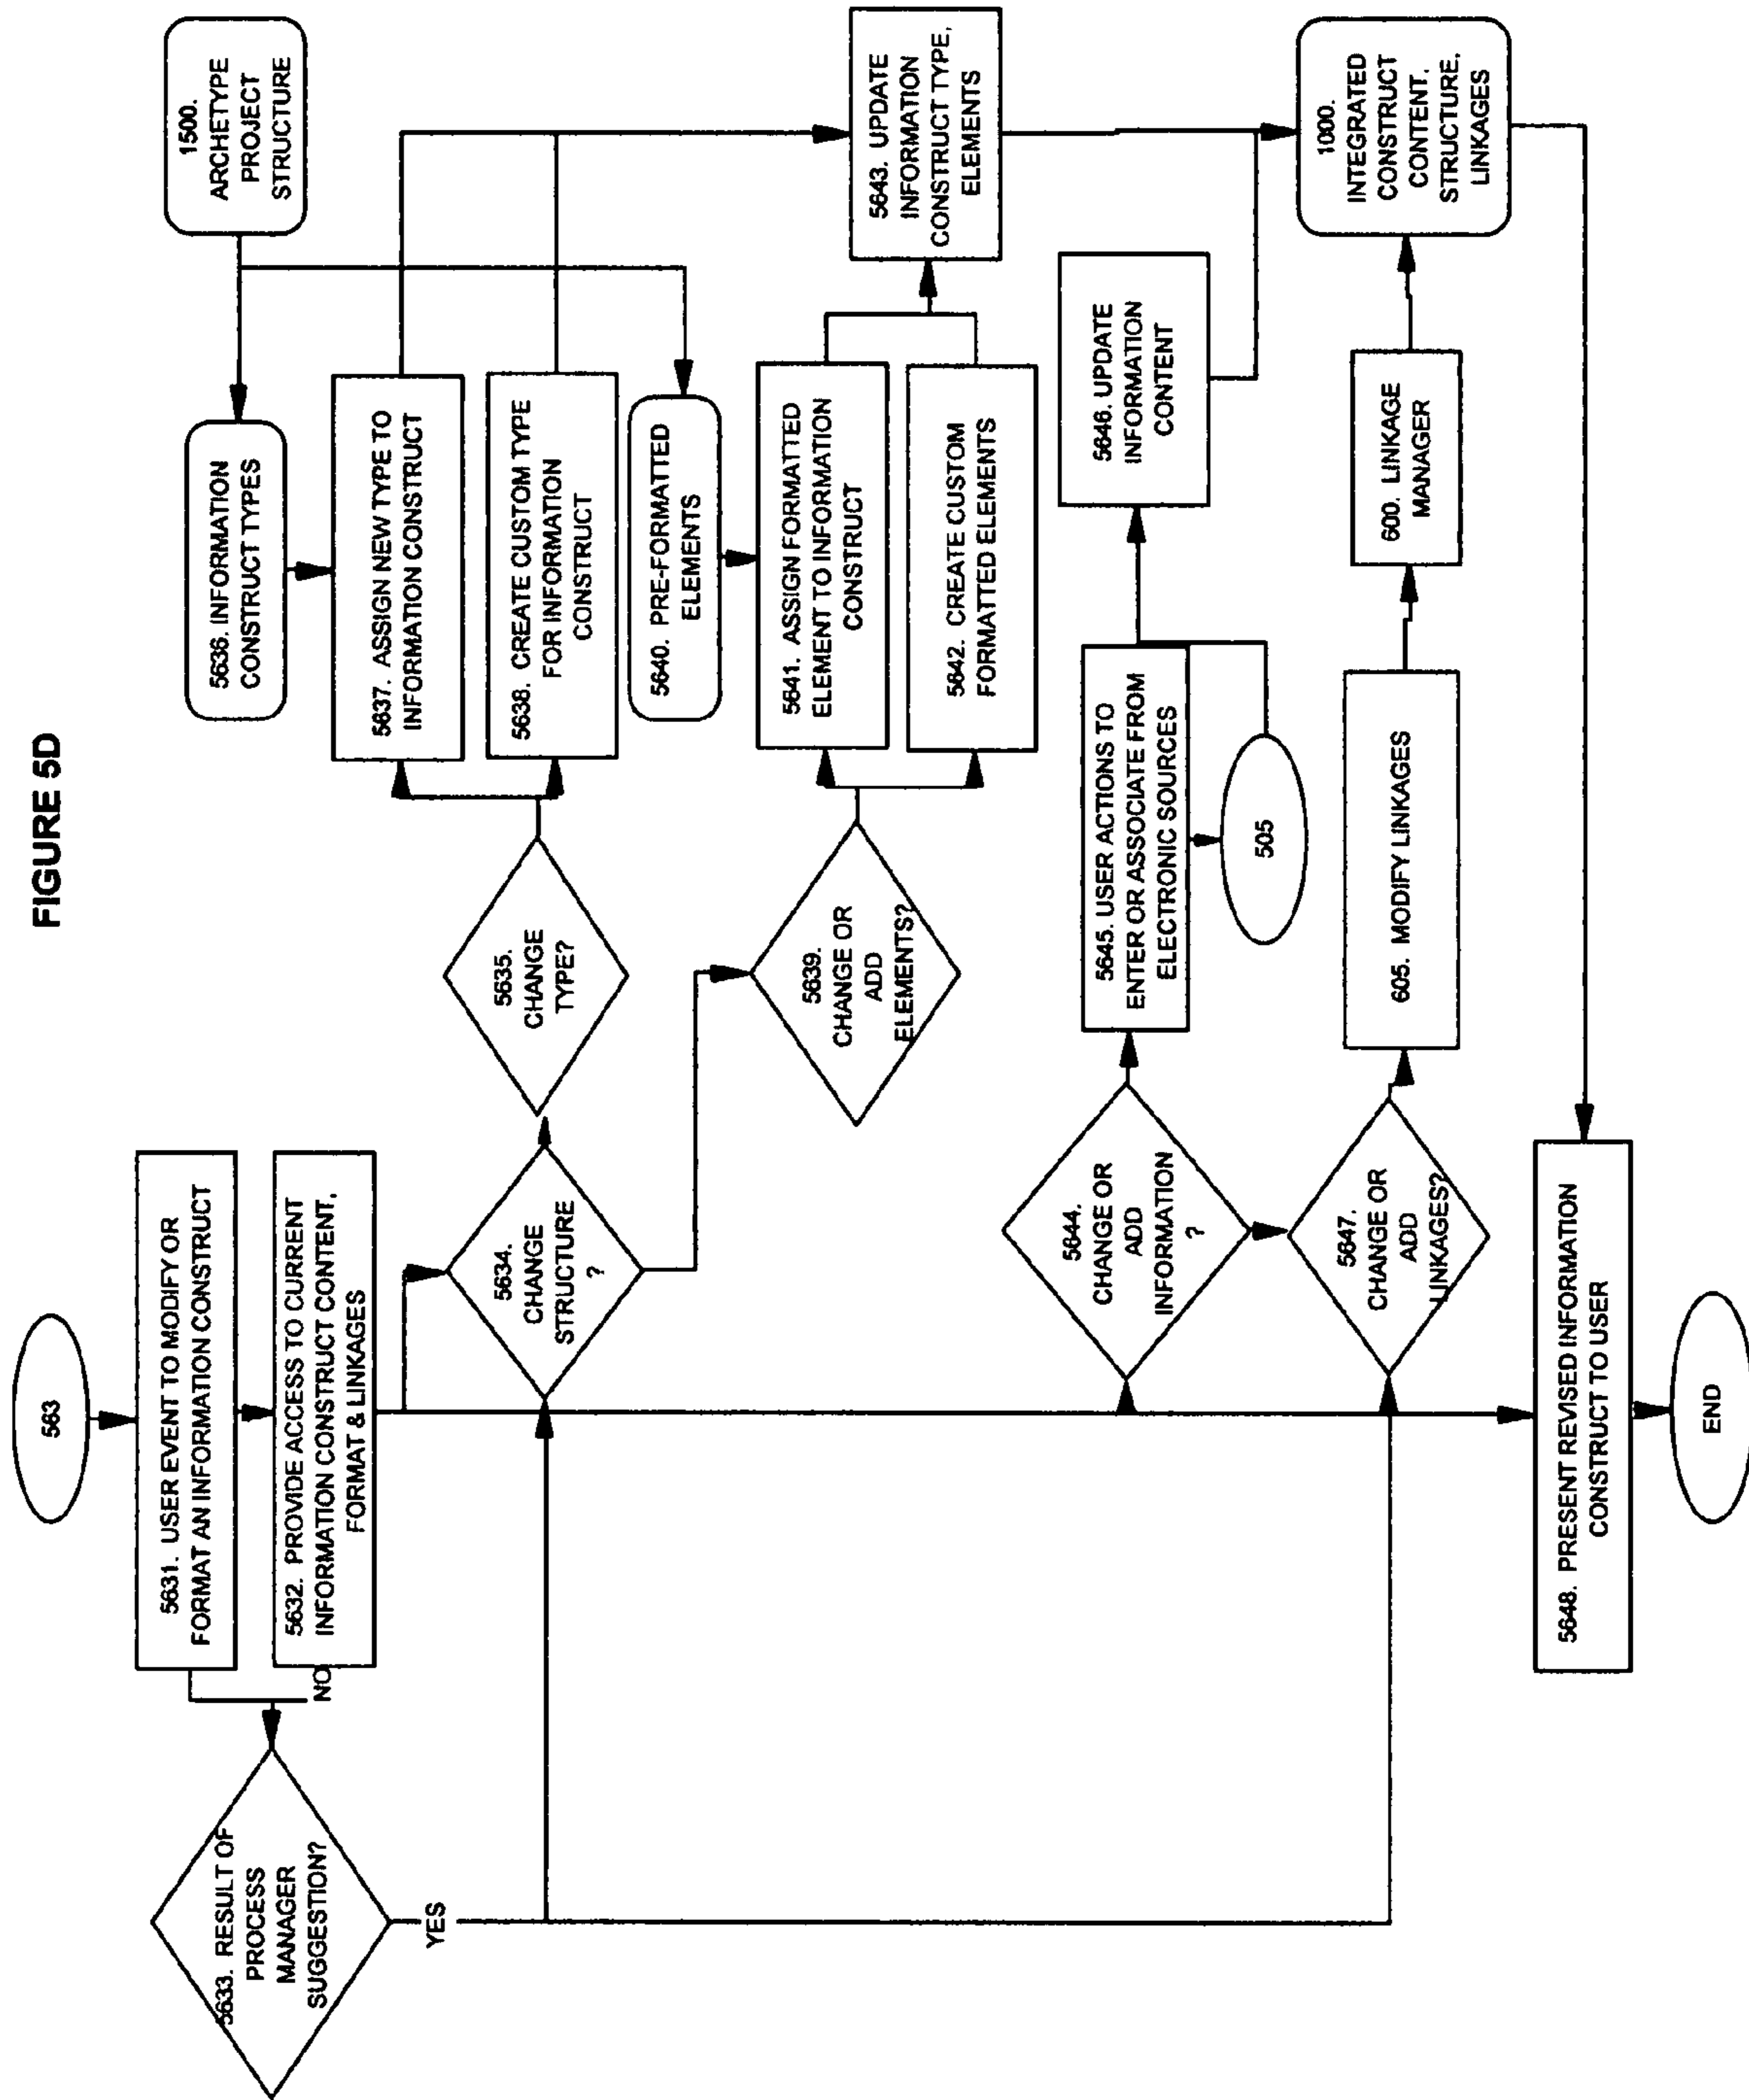 FIGURE 5D
563
5631. USER EVENT TO MODIFY OR
FORMAT AN INFORMATION CONSTRUCT
5632. PROVIDE ACCESS TO CURRENT
INFORMATION CONSTRUCT CONTENT,
FORMAT & LINKAGES
NO
5633. RESULT OF
PROCESS
MANAGER
SUGGESTION?
YES
5634.
CHANGE
STRUCTURE
?
5635.
CHANGE
TYPE?
1500.
ARCHETYPE
PROJECT
STRUCTURE
5636. INFORMATION
CONSTRUCT TYPES
5637. ASSIGN NEW TYPE TO
INFORMATION CONSTRUCT
5638. CREATE CUSTOM TYPE
FOR INFORMATION
CONSTRUCT
5639.
CHANGE OR
ADD
ELEMENTS?
5640. PRE-FORMATTED
ELEMENTS
5641. ASSIGN FORMATTED
ELEMENT TO INFORMATION
CONSTRUCT
5642. CREATE CUSTOM
FORMATTED ELEMENTS
5643. UPDATE
INFORMATION
CONSTRUCT TYPE,
ELEMENTS
5644.
CHANGE OR
ADD
INFORMATION
?
5645. USER ACTIONS TO
ENTER OR ASSOCIATE FROM
ELECTRONIC SOURCES
505
5646. UPDATE
INFORMATION
CONTENT
5647.
CHANGE OR
ADD
LINKAGES?
605. MODIFY LINKAGES
600. LINKAGE
MANAGER
1000.
INTEGRATED
CONSTRUCT
CONTENT,
STRUCTURE,
LINKAGES
5648. PRESENT REVISED INFORMATION
CONSTRUCT TO USER
END